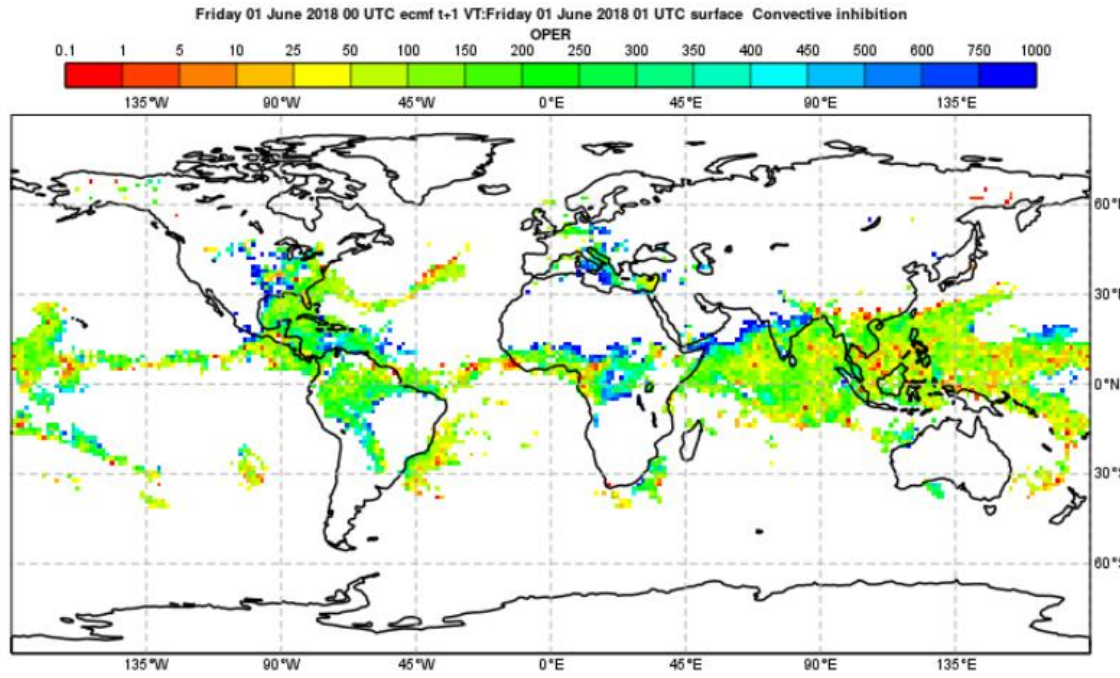 Friday 01 June 2018 00 UTC ecmf t+1 VT:Friday 01 June 2018 01 UTC surface Convective inhibition
OPER
0.1 1 5 10 25 50 100 150 200 250 300 350 400 450 500 600 750 1000
135°W 90°W 45°W 0°E 45°E 90°E 135°E
60°N
30°N
0°N
30°S
60°S
135°W 90°W 45°W 0°E 45°E 90°E 135°E